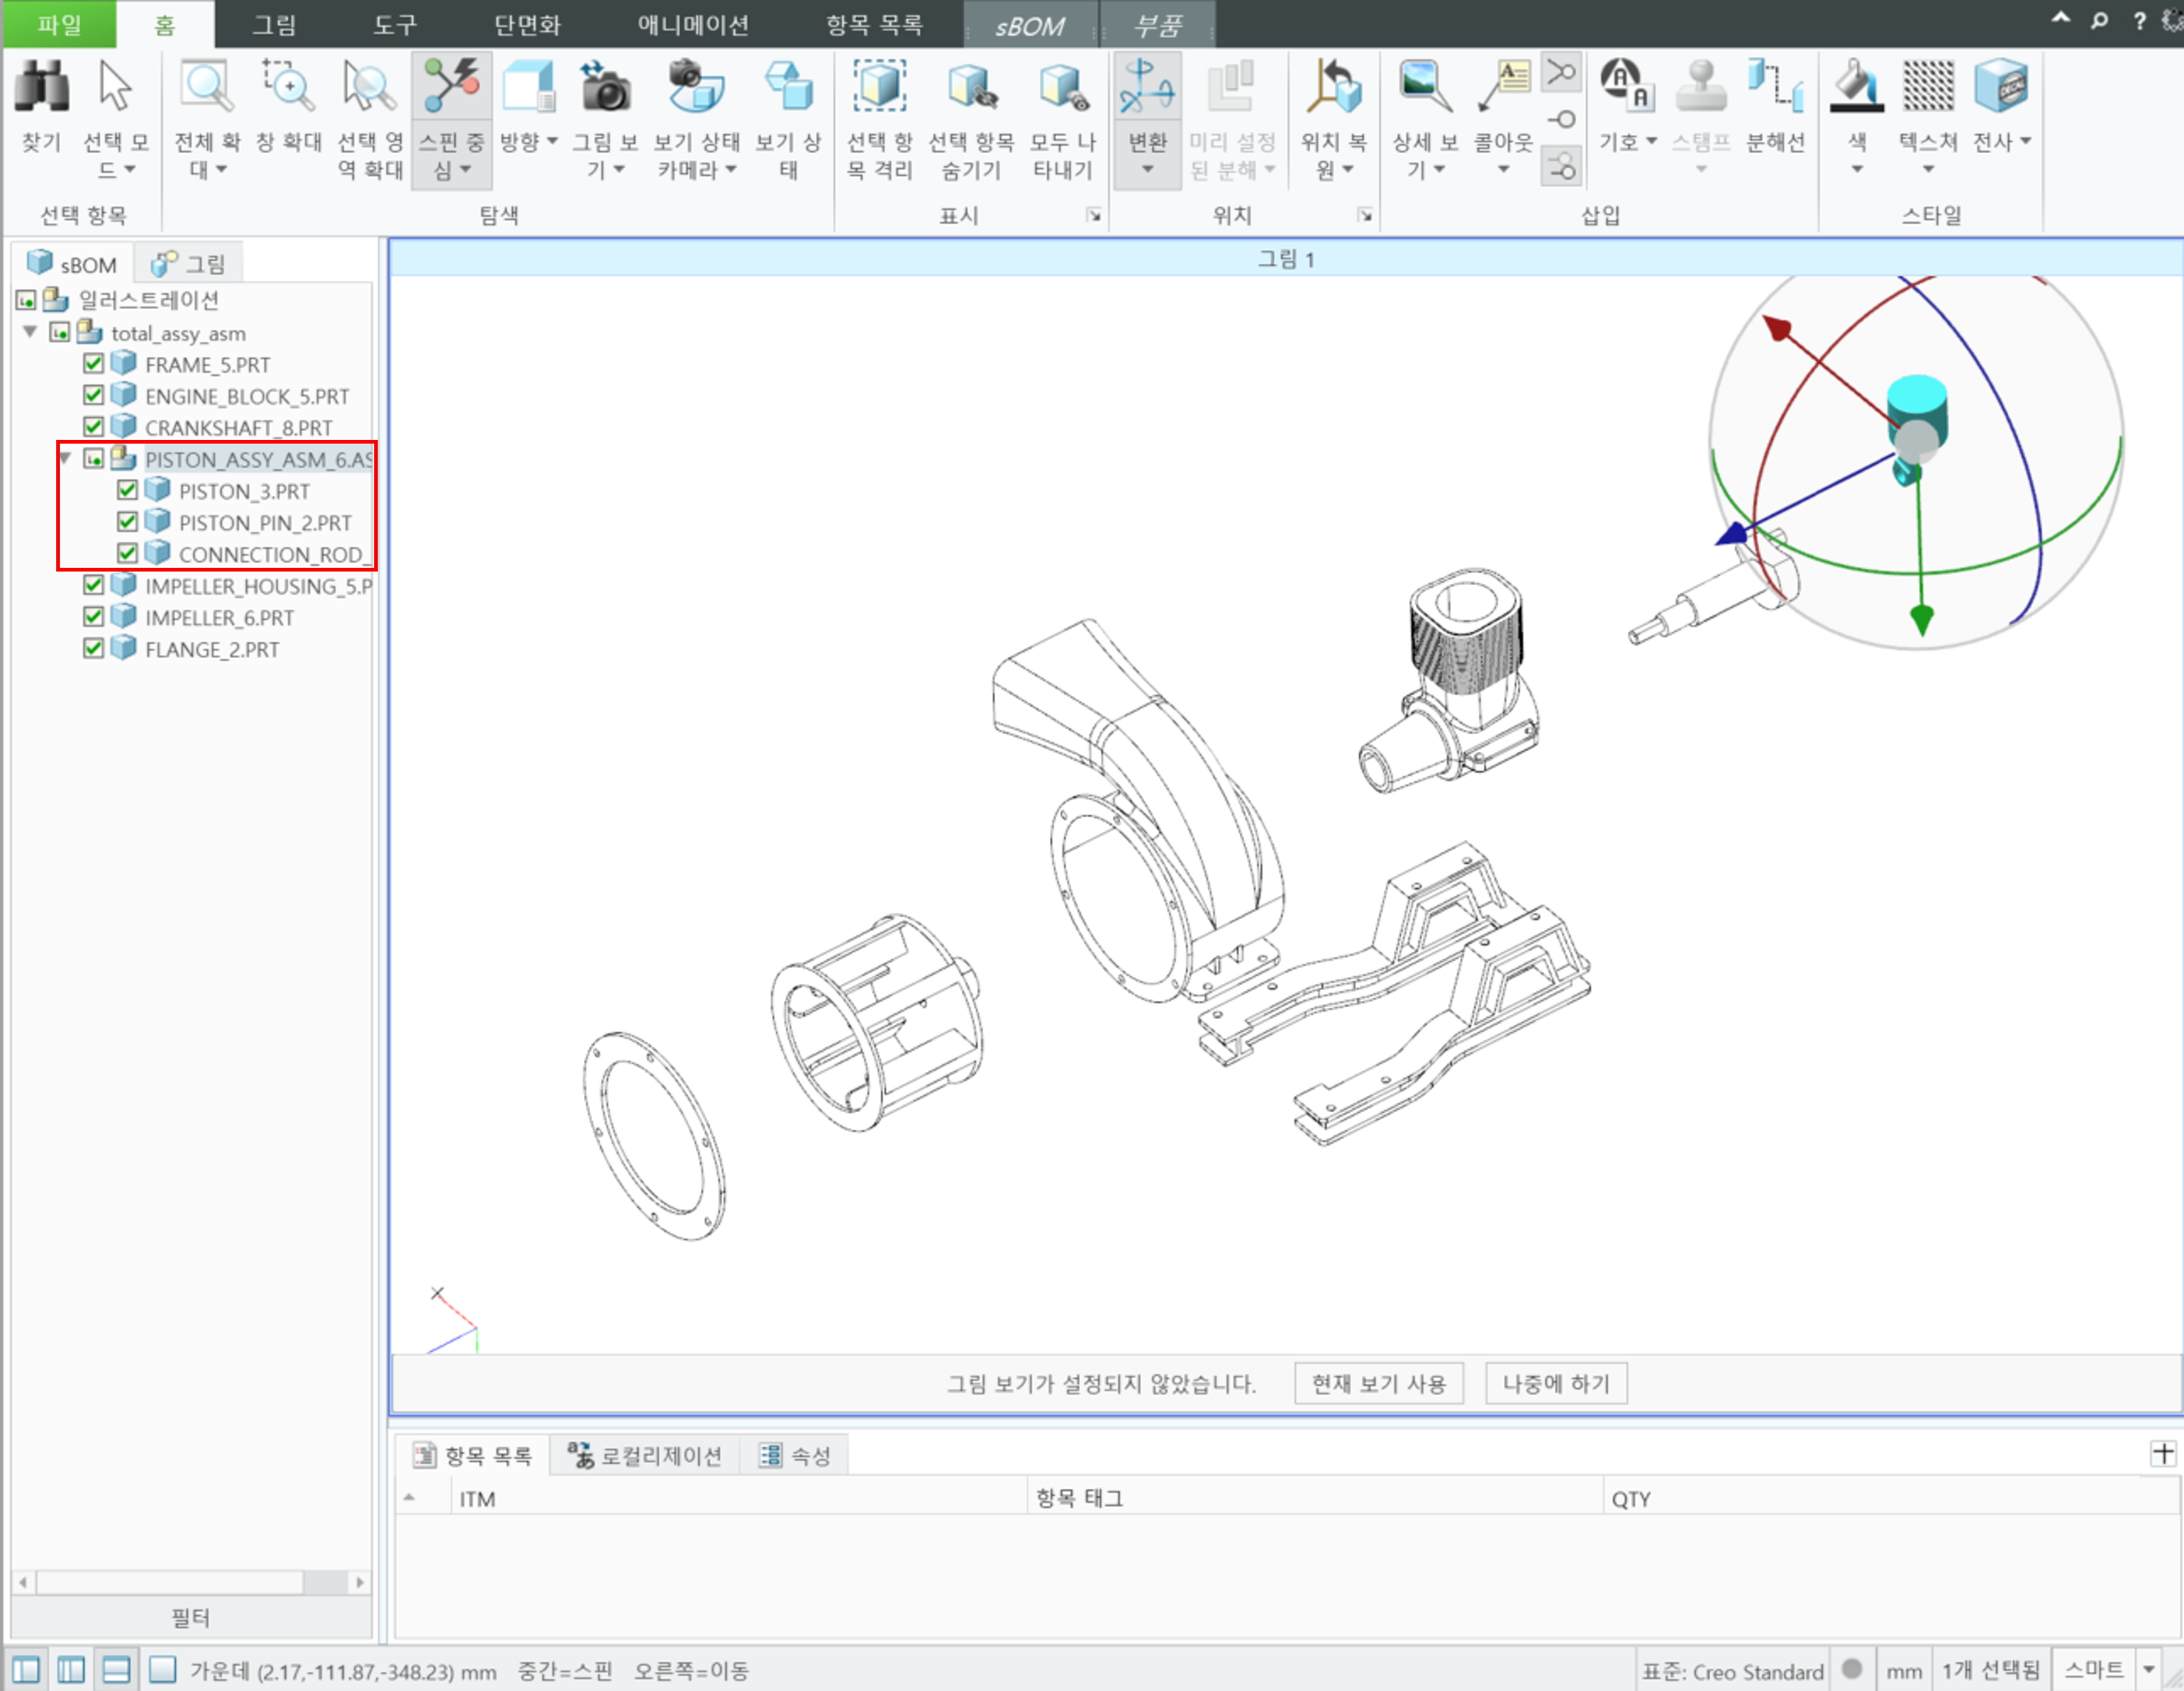 파일 홈 그림 도구 단면화 애니메이션 항목 목록 sBOM 부품 ?
찾기 선택 모드 전체 확대 창 확대 선택 영역 확대 스핀 중심 방향 그림 보기 보기 상태 카메라 보기 상태 선택 항목 격리 선택 항목 숨기기 모두 나타내기 변환 미리 설정된 분해 위치 복원 상세 보기 콜아웃 기호 스탬프 분해선 색 텍스쳐 전사
선택 항목 탐색 표시 위치 삽입 스타일
sBOM 그림
그림 1
일러스트레이션
total_assy_asm
FRAME_5.PRT
ENGINE_BLOCK_5.PRT
CRANKSHAFT_8.PRT
PISTON_ASSY_ASM_6.AS
PISTON_3.PRT
PISTON_PIN_2.PRT
CONNECTION_ROD_
IMPELLER_HOUSING_5.P
IMPELLER_6.PRT
FLANGE_2.PRT
X
그림 보기가 설정되지 않았습니다. 현재 보기 사용 나중에 하기
항목 목록 로컬리제이션 속성
ITM 항목 태그 QTY
필터
가운데 (2.17,-111.87,-348.23) mm 중간=스핀 오른쪽=이동 표준: Creo Standard mm 1개 선택됨 스마트